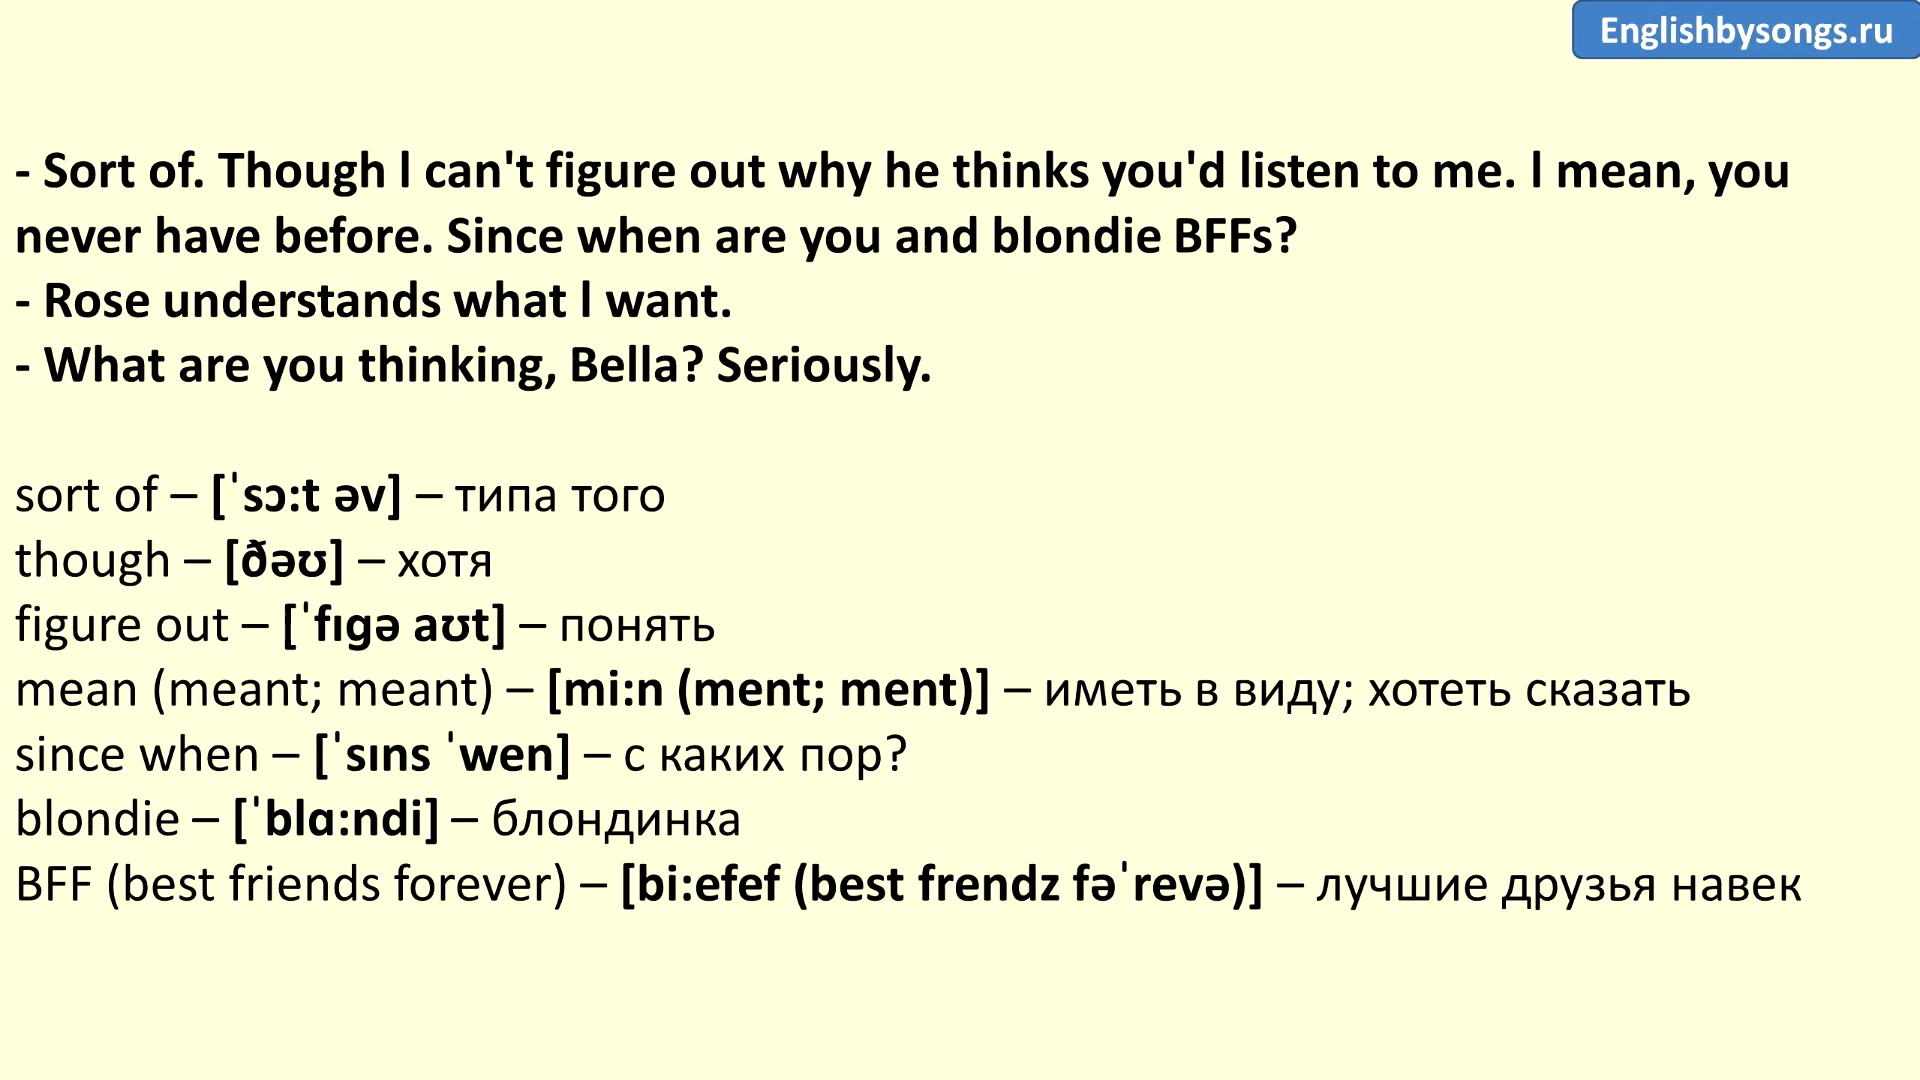 Englishbysongs.ru
- Sort of. Though l can't figure out why he thinks you'd listen to me. l mean, you
never have before. Since when are you and blondie BFFs?
- Rose understands what l want.
- What are you thinking, Bella? Seriously.
sort of – [ˈsɔ:t əv] – типа того
though – [ðəʊ] – хотя
figure out – [ˈfɪgə aʊt] – понять
mean (meant; meant) – [mi:n (ment; ment)] – иметь в виду; хотеть сказать
since when – [ˈsɪns ˈwen] – с каких пор?
blondie – [ˈblɑ:ndi] – блондинка
BFF (best friends forever) – [bi:efef (best frendz fəˈrevə)] – лучшие друзья навек